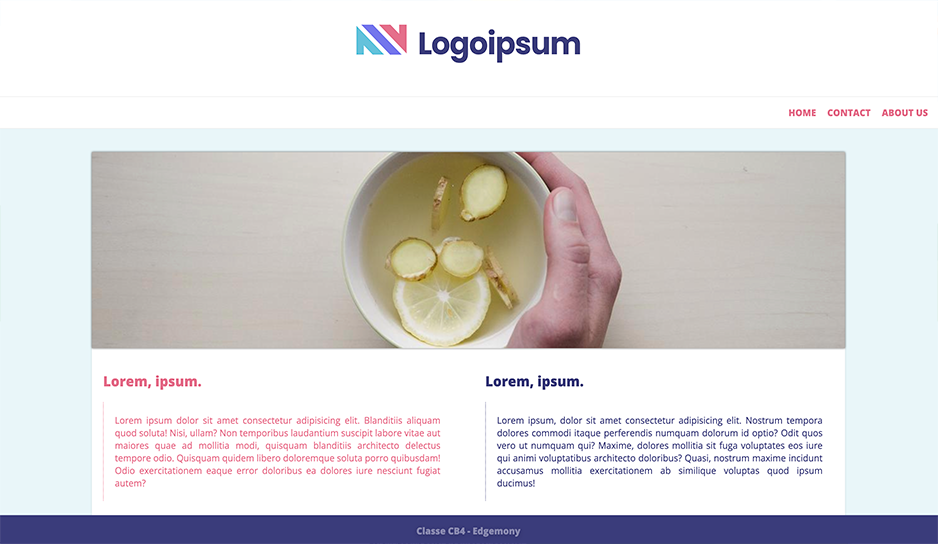 Logoipsum
HOME CONTACT ABOUT US
Lorem, ipsum.
Lorem ipsum dolor sit amet consectetur adipisicing elit. Blanditiis aliquam
quod soluta! Nisi, ullam? Non temporibus laudantium suscipit labore vitae aut
maiores quae ad mollitia modi, quisquam blanditiis architecto delectus
tempore odio. Quisquam quidem libero doloremque soluta porro quibusdam!
Odio exercitationem eaque error doloribus ea dolores iure nesciunt fugiat
autem?
Lorem, ipsum.
Lorem ipsum, dolor sit amet consectetur adipisicing elit. Nostrum tempora
dolores commodi itaque perferendis numquam dolorum id optio? Odit quos
vero ut numquam qui? Maxime, dolores mollitia sit fuga voluptates eos iure
qui animi voluptatibus architecto doloribus? Quasi, nostrum maxime incidunt
accusamus mollitia exercitationem ab similique voluptas quod ipsum
ducimus!
Classe CB4 - Edgemony